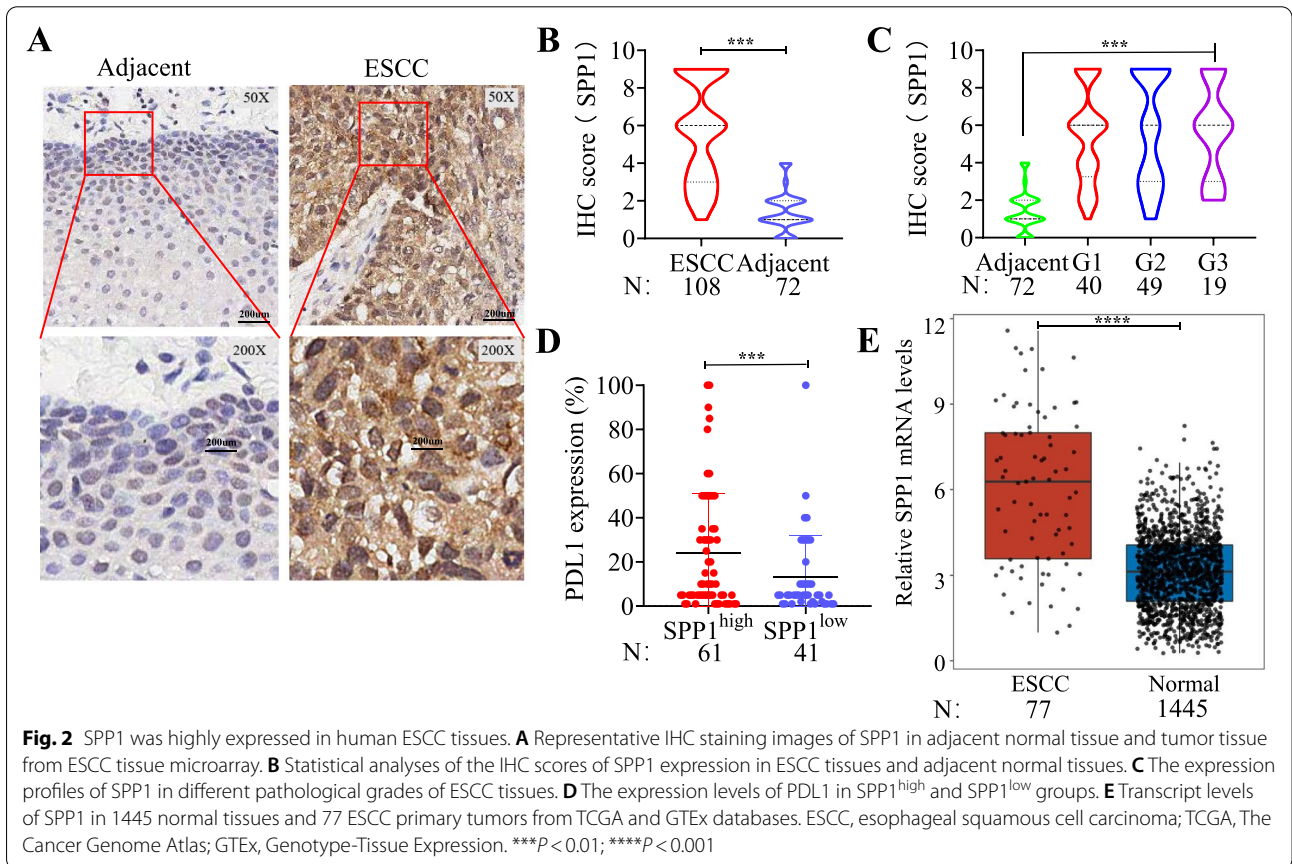 A
Adjacent
ESCC
50X
50X
200um
200um
200X
200X
200um
200um
B
IHC score ( SPP1)
10
8
6
4
2
0
***
ESCC Adjacent
N: 108 72
C
IHC score ( SPP1)
10
8
6
4
2
0
***
Adjacent G1 G2 G3
N: 72 40 49 19
D
PDL1 expression (%)
100
80
60
40
20
0
***
SPP1high SPP1low
N: 61 41
E
Relative SPP1 mRNA levels
12
9
6
3
0
****
ESCC Normal
N: 77 1445
Fig. 2 SPP1 was highly expressed in human ESCC tissues. A Representative IHC staining images of SPP1 in adjacent normal tissue and tumor tissue
from ESCC tissue microarray. B Statistical analyses of the IHC scores of SPP1 expression in ESCC tissues and adjacent normal tissues. C The expression
profiles of SPP1 in different pathological grades of ESCC tissues. D The expression levels of PDL1 in SPP1high and SPP1low groups. E Transcript levels
of SPP1 in 1445 normal tissues and 77 ESCC primary tumors from TCGA and GTEx databases. ESCC, esophageal squamous cell carcinoma; TCGA, The
Cancer Genome Atlas; GTEx, Genotype-Tissue Expression. ***P < 0.01; ****P < 0.001